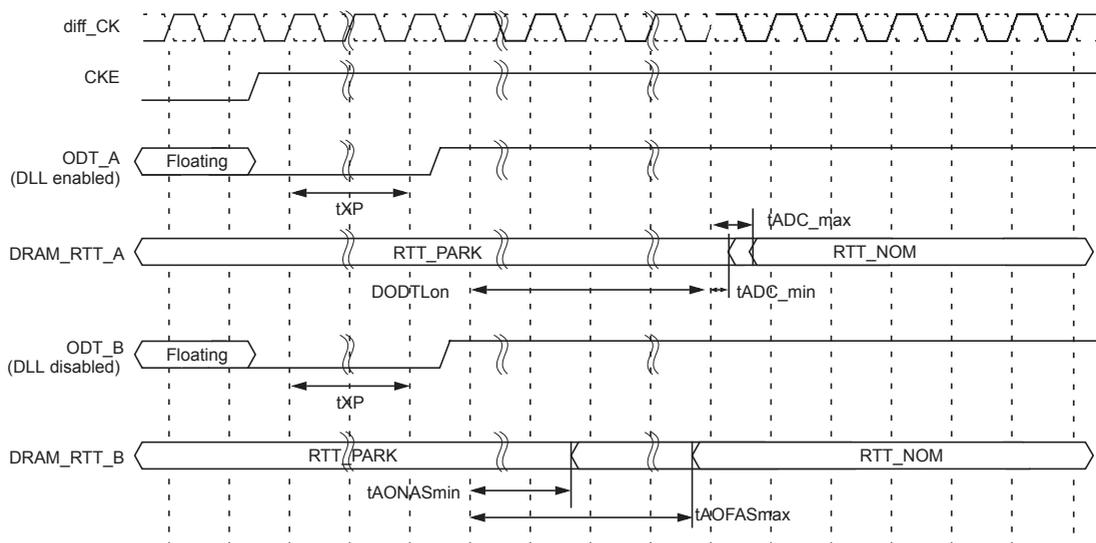 diff_CK
CKE
ODT_A
(DLL enabled)
Floating
tXP
tADC_max
DRAM_RTT_A
RTT_PARK
RTT_NOM
DODTLon
tADC_min
ODT_B
(DLL disabled)
Floating
tXP
DRAM_RTT_B
RTT_PARK
RTT_NOM
tAONASmin
tAOFASmax